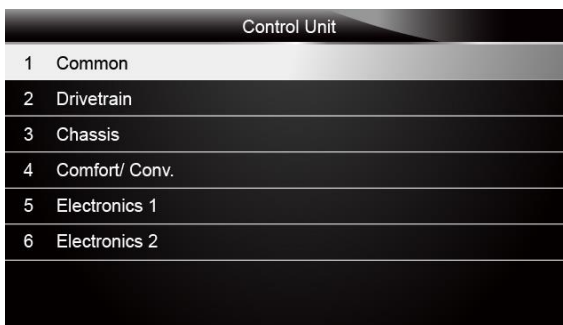 Control Unit
1 Common
2 Drivetrain
3 Chassis
4 Comfort/ Conv.
5 Electronics 1
6 Electronics 2